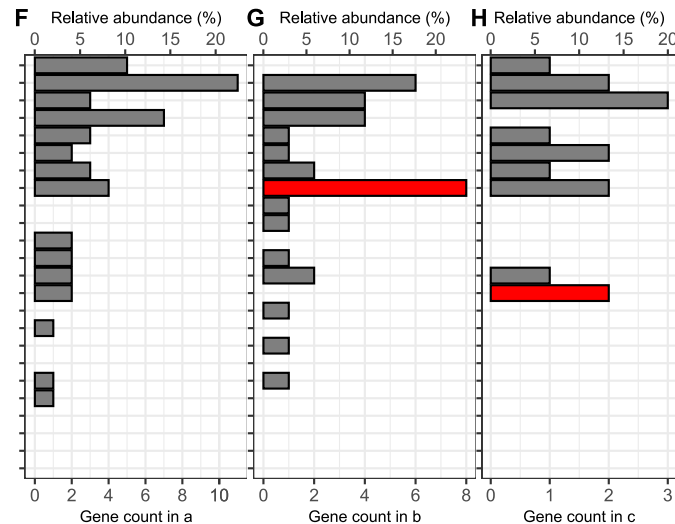 F Relative abundance (%) G Relative abundance (%) H Relative abundance (%)
0 5 10 15 20 0 5 10 15 20 0 5 10 15 20
0 2 4 6 8 10 0 2 4 6 8 0 1 2 3
Gene count in a Gene count in b Gene count in c